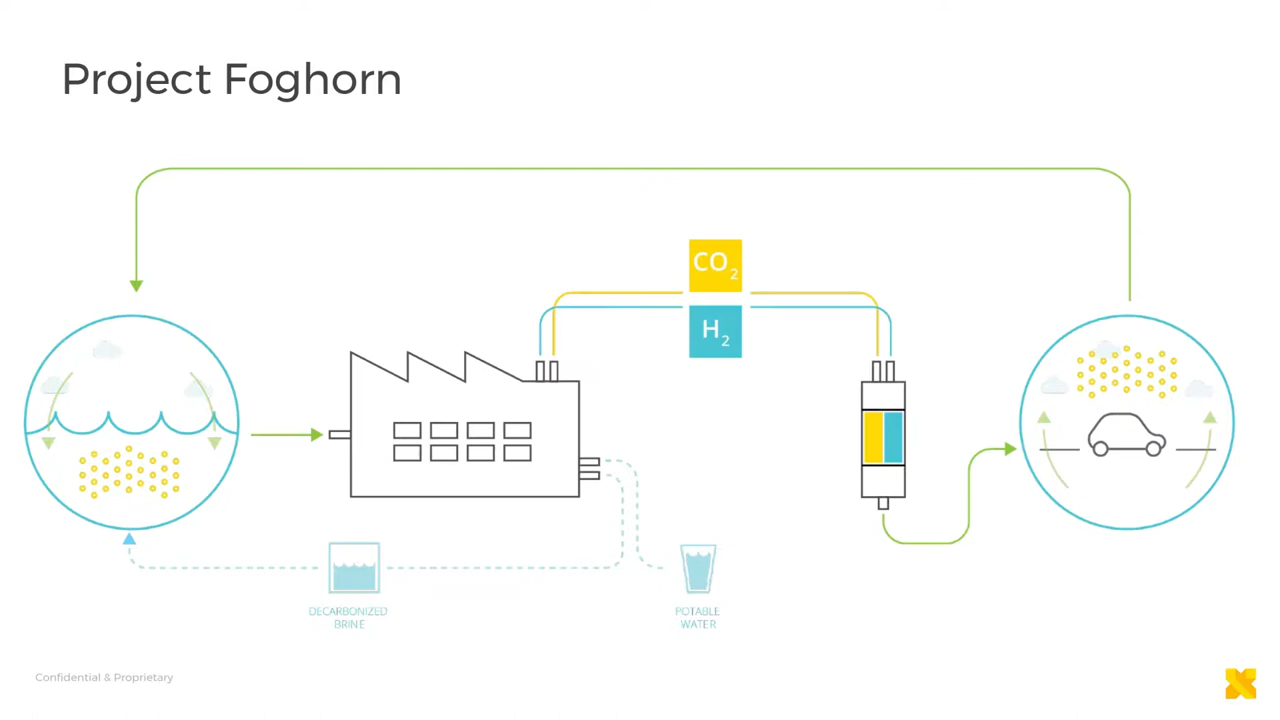 Project Foghorn
CO2
H2
DECARBONIZED
BRINE
POTABLE
WATER
Confidential & Proprietary